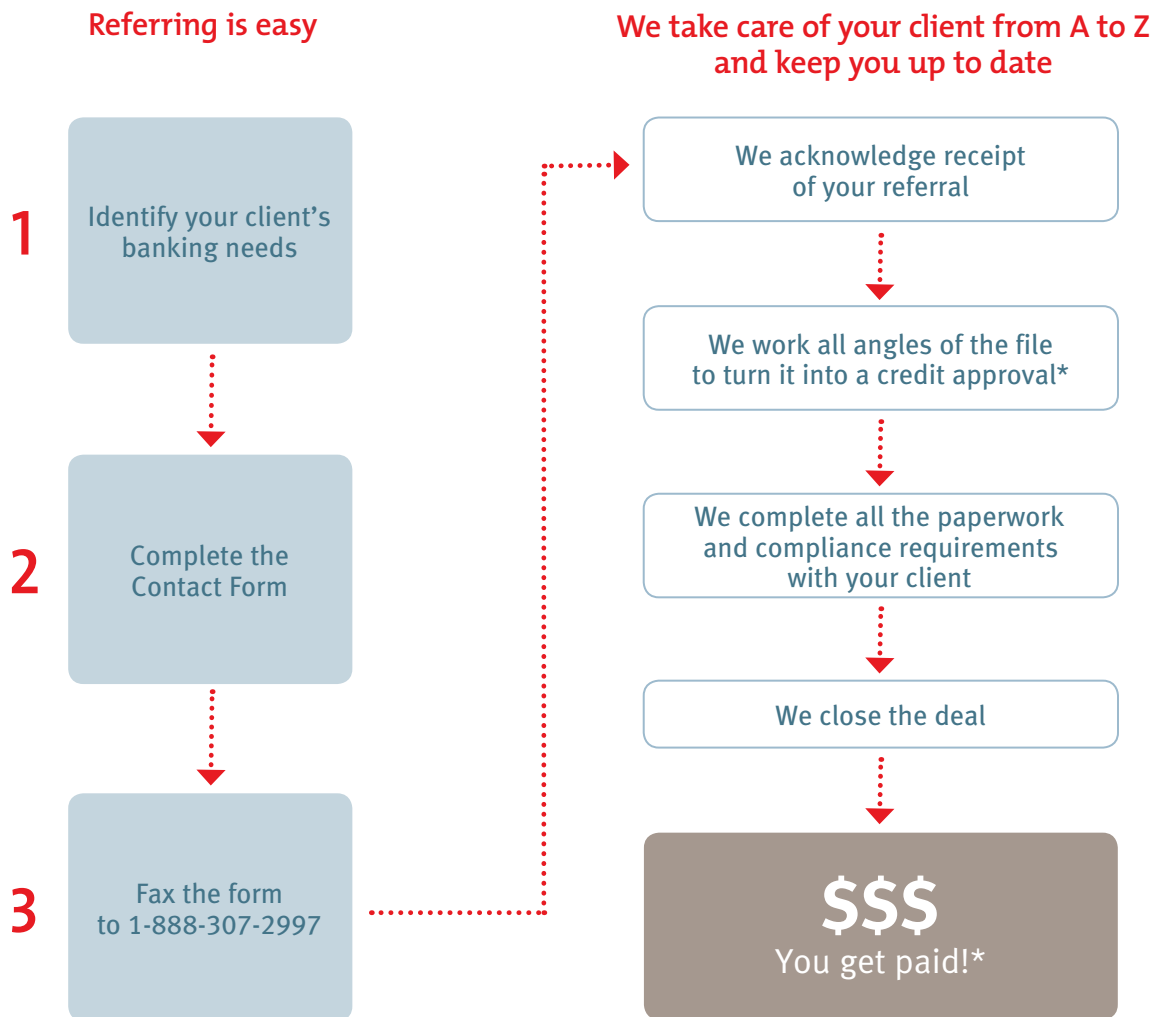 Referring is easy
1
Identify your client’s
banking needs
2
Complete the
Contact Form
3
Fax the form
to 1-888-307-2997
We take care of your client from A to Z
and keep you up to date
We acknowledge receipt
of your referral
We work all angles of the file
to turn it into a credit approval*
We complete all the paperwork
and compliance requirements
with your client
We close the deal
$$$
You get paid!*